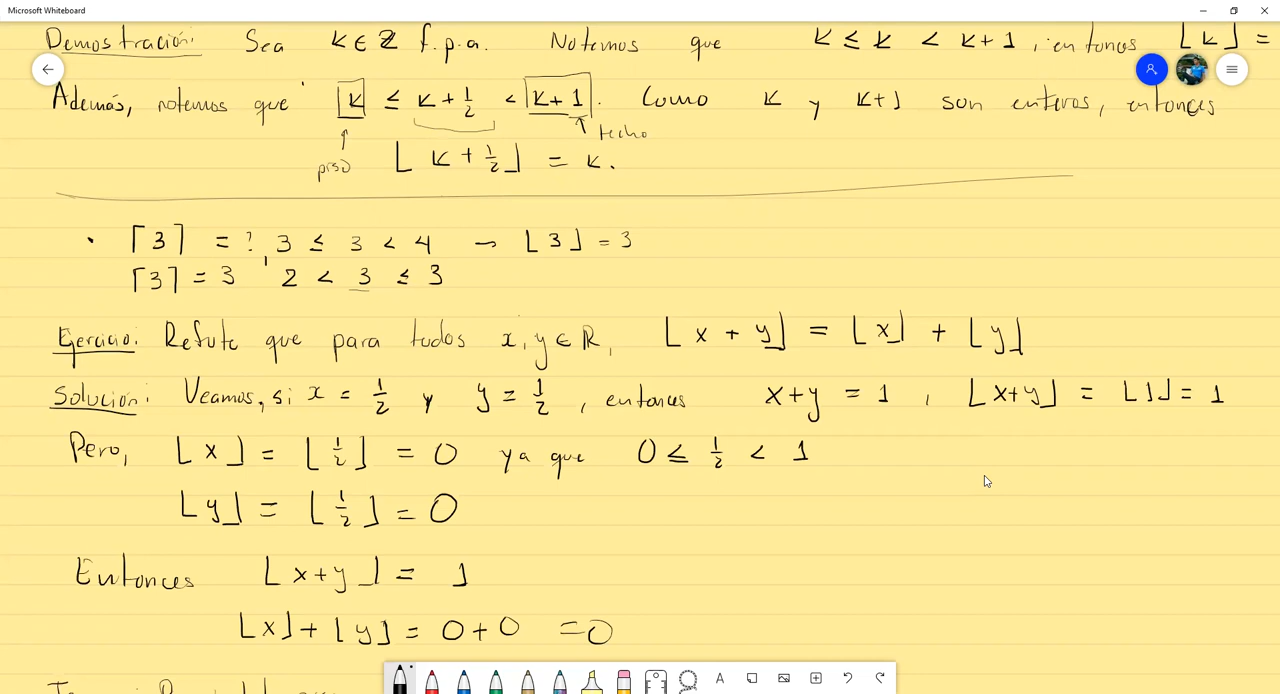 Microsoft Whiteboard
Demostración: Sea k ∈ ℤ f.p.a. Notemos que k ≤ k < k+1, entonces ⌊k⌋ =
Además, notemos que k ≤ k + 1/2 < k+1. Como k y k+1 son enteros, entonces
piso techo
⌊k + 1/2⌋ = k.
• ⌈3⌉ = ?, 3 ≤ 3 < 4 → ⌊3⌋ = 3
⌈3⌉ = 3 2 < 3 ≤ 3
Ejercicio: Refute que para todos x, y ∈ ℝ, ⌊x + y⌋ = ⌊x⌋ + ⌊y⌋
Solución: Veamos, si x = 1/2 y y = 1/2, entonces x+y = 1, ⌊x+y⌋ = ⌊1⌋ = 1
Pero, ⌊x⌋ = ⌊1/2⌋ = 0 ya que 0 ≤ 1/2 < 1
⌊y⌋ = ⌊1/2⌋ = 0
Entonces ⌊x+y⌋ = 1
⌊x⌋ + ⌊y⌋ = 0 + 0 = 0